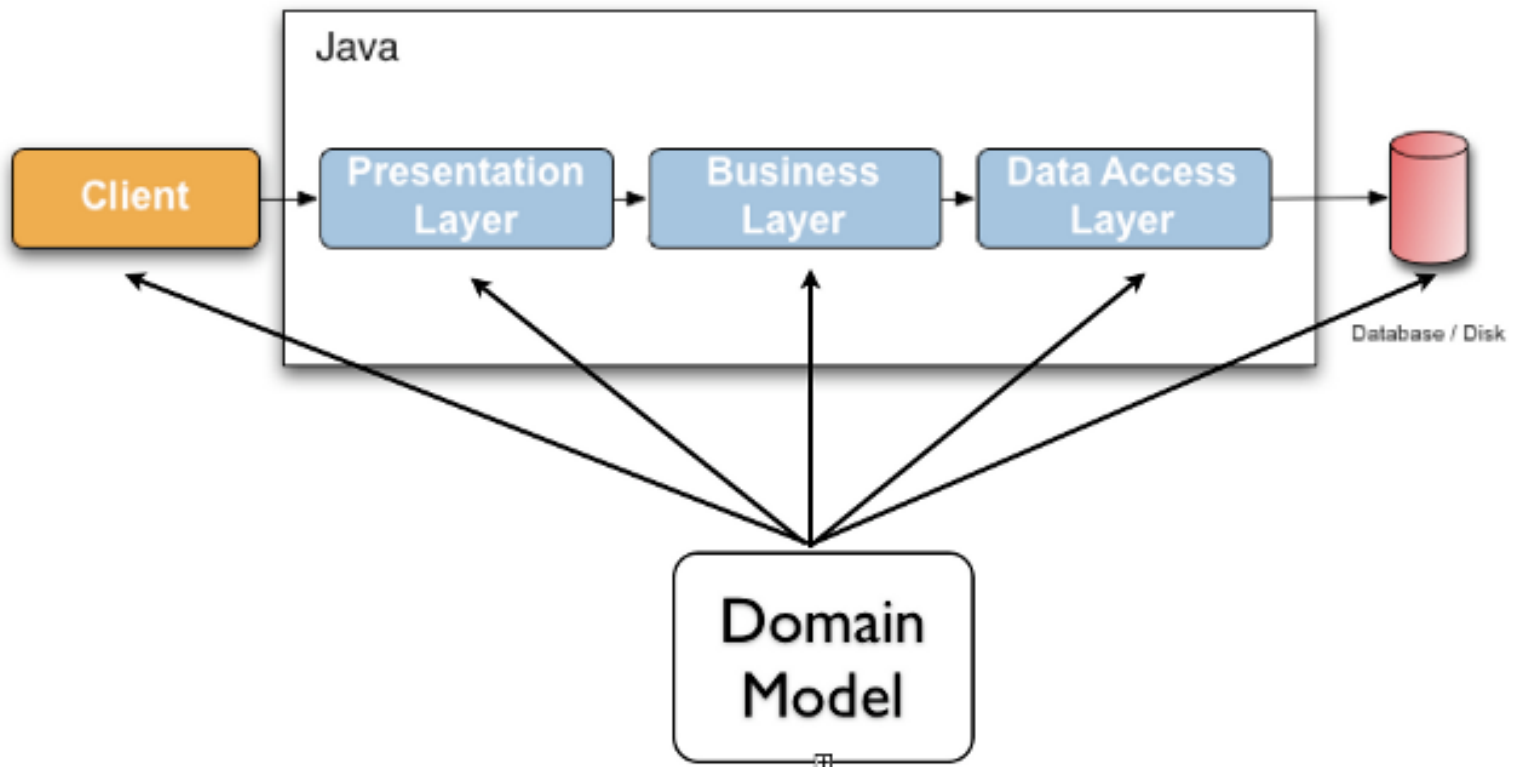 Java
Client
Presentation
Layer
Business
Layer
Data Access
Layer
Database / Disk
Domain
Model